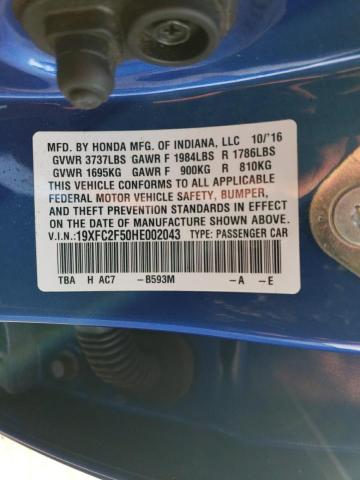 MFD. BY HONDA MFG. OF INDIANA, LLC 10/'16
GVWR 3737LBS GAWR F 1984LBS R 1786LBS
GVWR 1695KG GAWR F 900KG R 810KG
THIS VEHICLE CONFORMS TO ALL APPLICABLE
FEDERAL MOTOR VEHICLE SAFETY, BUMPER,
AND THEFT PREVENTION STANDARDS IN EFFECT
ON THE DATE OF MANUFACTURE SHOWN ABOVE.
V.I.N.:19XFC2F50HE002043 TYPE: PASSENGER CAR
TBA H AC7 -B593M -A -E